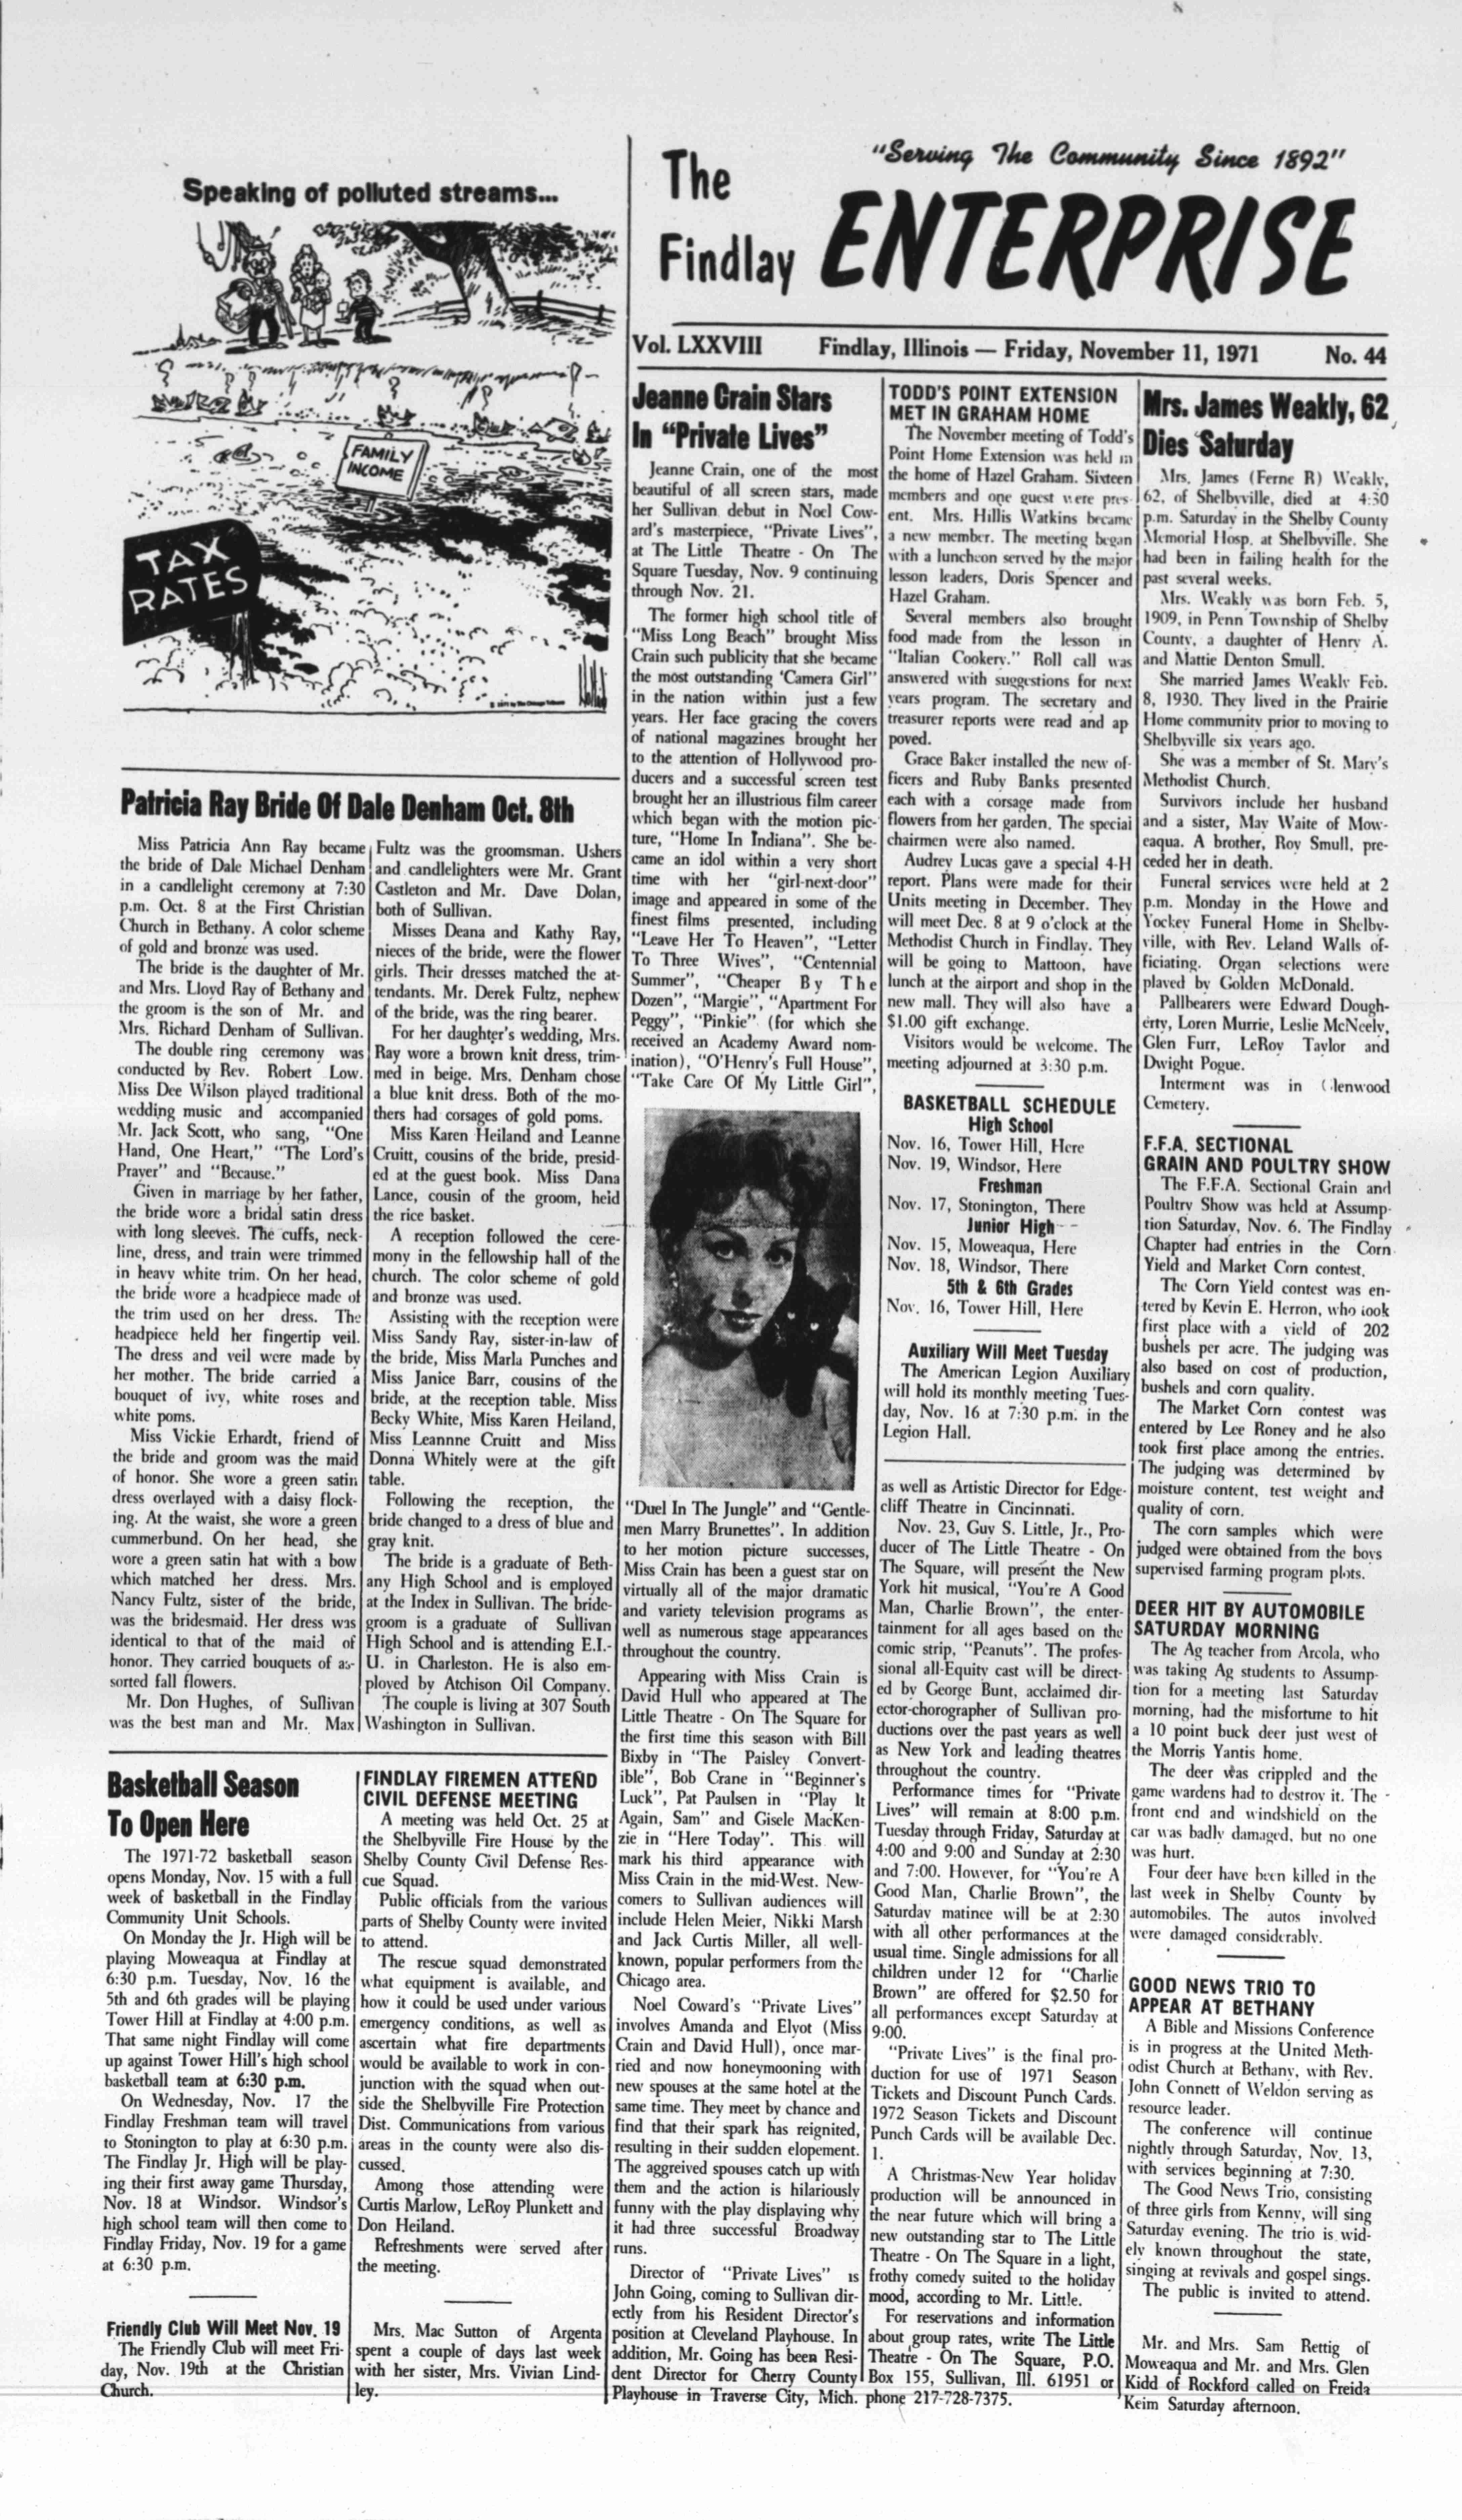 Speaking of polluted streams...
FAMILY
INCOME
TAX
RATES
"Serving The Community Since 1892"
The
Findlay
ENTERPRISE
Vol. LXXVIII Findlay, Illinois — Friday, November 11, 1971 No. 44
Patricia Ray Bride Of Dale Denham Oct. 8th
Miss Patricia Ann Ray became
the bride of Dale Michael Denham
in a candlelight ceremony at 7:30
p.m. Oct. 8 at the First Christian
Church in Bethany. A color scheme
of gold and bronze was used.
The bride is the daughter of Mr.
and Mrs. Lloyd Ray of Bethany and
the groom is the son of Mr. and
Mrs. Richard Denham of Sullivan.
The double ring ceremony was
conducted by Rev. Robert Low.
Miss Dee Wilson played traditional
wedding music and accompanied
Mr. Jack Scott, who sang, "One
Hand, One Heart," "The Lord's
Prayer" and "Because."
Given in marriage by her father,
the bride wore a bridal satin dress
with long sleeves. The cuffs, neck-
line, dress, and train were trimmed
in heavy white trim. On her head,
the bride wore a headpiece made of
the trim used on her dress. The
headpiece held her fingertip veil.
The dress and veil were made by
her mother. The bride carried a
bouquet of ivy, white roses and
white poms.
Miss Vickie Erhardt, friend of
the bride and groom was the maid
of honor. She wore a green satin
dress overlayed with a daisy flock-
ing. At the waist, she wore a green
cummerbund. On her head, she
wore a green satin hat with a bow
which matched her dress. Mrs.
Nancy Fultz, sister of the bride,
was the bridesmaid. Her dress was
identical to that of the maid of
honor. They carried bouquets of as-
sorted fall flowers.
Mr. Don Hughes, of Sullivan
was the best man and Mr. Max
Fultz was the groomsman. Ushers
and candlelighters were Mr. Grant
Castleton and Mr. Dave Dolan,
both of Sullivan.
Misses Deana and Kathy Ray,
nieces of the bride, were the flower
girls. Their dresses matched the at-
tendants. Mr. Derek Fultz, nephew
of the bride, was the ring bearer.
For her daughter's wedding, Mrs.
Ray wore a brown knit dress, trim-
med in beige. Mrs. Denham chose
a blue knit dress. Both of the mo-
thers had corsages of gold poms.
Miss Karen Heiland and Leanne
Cruitt, cousins of the bride, presid-
ed at the guest book. Miss Dana
Lance, cousin of the groom, held
the rice basket.
A reception followed the cere-
mony in the fellowship hall of the
church. The color scheme of gold
and bronze was used.
Assisting with the reception were
Miss Sandy Ray, sister-in-law of
the bride, Miss Marla Punches and
Miss Janice Barr, cousins of the
bride, at the reception table. Miss
Becky White, Miss Karen Heiland,
Miss Leannne Cruitt and Miss
Donna Whitely were at the gift
table.
Following the reception, the
bride changed to a dress of blue and
gray knit.
The bride is a graduate of Beth-
any High School and is employed
at the Index in Sullivan. The bride-
groom is a graduate of Sullivan
High School and is attending E.I.-
U. in Charleston. He is also em-
ployed by Atchison Oil Company.
The couple is living at 307 South
Washington in Sullivan.
Basketball Season
To Open Here
The 1971-72 basketball season
opens Monday, Nov. 15 with a full
week of basketball in the Findlay
Community Unit Schools.
On Monday the Jr. High will be
playing Moweaqua at Findlay at
6:30 p.m. Tuesday, Nov. 16 the
5th and 6th grades will be playing
Tower Hill at Findlay at 4:00 p.m.
That same night Findlay will come
up against Tower Hill's high school
basketball team at 6:30 p.m.
On Wednesday, Nov. 17 the
Findlay Freshman team will travel
to Stonington to play at 6:30 p.m.
The Findlay Jr. High will be play-
ing their first away game Thursday,
Nov. 18 at Windsor. Windsor's
high school team will then come to
Findlay Friday, Nov. 19 for a game
at 6:30 p.m.
Friendly Club Will Meet Nov. 19
The Friendly Club will meet Fri-
day, Nov. 19th at the Christian
Church.
FINDLAY FIREMEN ATTEND
CIVIL DEFENSE MEETING
A meeting was held Oct. 25 at
the Shelbyville Fire House by the
Shelby County Civil Defense Res-
cue Squad.
Public officials from the various
parts of Shelby County were invited
to attend.
The rescue squad demonstrated
what equipment is available, and
how it could be used under various
emergency conditions, as well as
ascertain what fire departments
would be available to work in con-
junction with the squad when out-
side the Shelbyville Fire Protection
Dist. Communications from various
areas in the county were also dis-
cussed.
Among those attending were
Curtis Marlow, LeRoy Plunkett and
Don Heiland.
Refreshments were served after
the meeting.
Mrs. Mac Sutton of Argenta
spent a couple of days last week
with her sister, Mrs. Vivian Lind-
ley.
Jeanne Crain Stars
In "Private Lives"
Jeanne Crain, one of the most
beautiful of all screen stars, made
her Sullivan debut in Noel Cow-
ard's masterpiece, "Private Lives",
at The Little Theatre - On The
Square Tuesday, Nov. 9 continuing
through Nov. 21.
The former high school title of
"Miss Long Beach" brought Miss
Crain such publicity that she became
the most outstanding 'Camera Girl"
in the nation within just a few
years. Her face gracing the covers
of national magazines brought her
to the attention of Hollywood pro-
ducers and a successful screen test
brought her an illustrious film career
which began with the motion pic-
ture, "Home In Indiana". She be-
came an idol within a very short
time with her "girl-next-door"
image and appeared in some of the
finest films presented, including
"Leave Her To Heaven", "Letter
To Three Wives", "Centennial
Summer", "Cheaper By The
Dozen", "Margie", "Apartment For
Peggy", "Pinkie" (for which she
received an Academy Award nom-
ination), "O'Henry's Full House",
"Take Care Of My Little Girl",
"Duel In The Jungle" and "Gentle-
men Marry Brunettes". In addition
to her motion picture successes,
Miss Crain has been a guest star on
virtually all of the major dramatic
and variety television programs as
well as numerous stage appearances
throughout the country.
Appearing with Miss Crain is
David Hull who appeared at The
Little Theatre - On The Square for
the first time this season with Bill
Bixby in "The Paisley Convert-
ible", Bob Crane in "Beginner's
Luck", Pat Paulsen in "Play It
Again, Sam" and Gisele MacKen-
zie in "Here Today". This will
mark his third appearance with
Miss Crain in the mid-West. New-
comers to Sullivan audiences will
include Helen Meier, Nikki Marsh
and Jack Curtis Miller, all well-
known, popular performers from the
Chicago area.
Noel Coward's "Private Lives"
involves Amanda and Elyot (Miss
Crain and David Hull), once mar-
ried and now honeymooning with
new spouses at the same hotel at the
same time. They meet by chance and
find that their spark has reignited,
resulting in their sudden elopement.
The aggreived spouses catch up with
them and the action is hilariously
funny with the play displaying why
it had three successful Broadway
runs.
Director of "Private Lives" is
John Going, coming to Sullivan dir-
ectly from his Resident Director's
position at Cleveland Playhouse. In
addition, Mr. Going has been Resi-
dent Director for Cherry County
Playhouse in Traverse City, Mich.
TODD'S POINT EXTENSION
MET IN GRAHAM HOME
The November meeting of Todd's
Point Home Extension was held in
the home of Hazel Graham. Sixteen
members and one guest were pres-
ent. Mrs. Hillis Watkins became
a new member. The meeting began
with a luncheon served by the major
lesson leaders, Doris Spencer and
Hazel Graham.
Several members also brought
food made from the lesson in
"Italian Cookery." Roll call was
answered with suggestions for next
years program. The secretary and
treasurer reports were read and ap
poved.
Grace Baker installed the new of-
ficers and Ruby Banks presented
each with a corsage made from
flowers from her garden. The special
chairmen were also named.
Audrey Lucas gave a special 4-H
report. Plans were made for their
Units meeting in December. They
will meet Dec. 8 at 9 o'clock at the
Methodist Church in Findlay. They
will be going to Mattoon, have
lunch at the airport and shop in the
new mall. They will also have a
$1.00 gift exchange.
Visitors would be welcome. The
meeting adjourned at 3:30 p.m.
BASKETBALL SCHEDULE
High School
Nov. 16, Tower Hill, Here
Nov. 19, Windsor, Here
Freshman
Nov. 17, Stonington, There
Junior High
Nov. 15, Moweaqua, Here
Nov. 18, Windsor, There
5th & 6th Grades
Nov. 16, Tower Hill, Here
Auxiliary Will Meet Tuesday
The American Legion Auxiliary
will hold its monthly meeting Tues-
day, Nov. 16 at 7:30 p.m. in the
Legion Hall.
as well as Artistic Director for Edge-
cliff Theatre in Cincinnati.
Nov. 23, Guy S. Little, Jr., Pro-
ducer of The Little Theatre - On
The Square, will present the New
York hit musical, "You're A Good
Man, Charlie Brown", the enter-
tainment for all ages based on the
comic strip, "Peanuts". The profes-
sional all-Equity cast will be direct-
ed by George Bunt, acclaimed dir-
ector-chorographer of Sullivan pro-
ductions over the past years as well
as New York and leading theatres
throughout the country.
Performance times for "Private
Lives" will remain at 8:00 p.m.
Tuesday through Friday, Saturday at
4:00 and 9:00 and Sunday at 2:30
and 7:00. However, for "You're A
Good Man, Charlie Brown", the
Saturday matinee will be at 2:30
with all other performances at the
usual time. Single admissions for all
children under 12 for "Charlie
Brown" are offered for $2.50 for
all performances except Saturday at
9:00.
"Private Lives" is the final pro-
duction for use of 1971 Season
Tickets and Discount Punch Cards.
1972 Season Tickets and Discount
Punch Cards will be available Dec.
1.
A Christmas-New Year holiday
production will be announced in
the near future which will bring a
new outstanding star to The Little
Theatre - On The Square in a light,
frothy comedy suited to the holiday
mood, according to Mr. Little.
For reservations and information
about group rates, write The Little
Theatre - On The Square, P.O.
Box 155, Sullivan, Ill. 61951 or
phone 217-728-7375.
Mrs. James Weakly, 62,
Dies Saturday
Mrs. James (Ferne R) Weakly,
62, of Shelbyville, died at 4:30
p.m. Saturday in the Shelby County
Memorial Hosp. at Shelbyville. She
had been in failing health for the
past several weeks.
Mrs. Weakly was born Feb. 5,
1909, in Penn Township of Shelby
County, a daughter of Henry A.
and Mattie Denton Smull.
She married James Weakly Feb.
8, 1930. They lived in the Prairie
Home community prior to moving to
Shelbyville six years ago.
She was a member of St. Mary's
Methodist Church.
Survivors include her husband
and a sister, May Waite of Mow-
eaqua. A brother, Roy Smull, pre-
ceded her in death.
Funeral services were held at 2
p.m. Monday in the Howe and
Yockey Funeral Home in Shelby-
ville, with Rev. Leland Walls of-
ficiating. Organ selections were
played by Golden McDonald.
Pallbearers were Edward Dough-
erty, Loren Murrie, Leslie McNeely,
Glen Furr, LeRoy Taylor and
Dwight Pogue.
Interment was in Glenwood
Cemetery.
F.F.A. SECTIONAL
GRAIN AND POULTRY SHOW
The F.F.A. Sectional Grain and
Poultry Show was held at Assump-
tion Saturday, Nov. 6. The Findlay
Chapter had entries in the Corn
Yield and Market Corn contest.
The Corn Yield contest was en-
tered by Kevin E. Herron, who took
first place with a yield of 202
bushels per acre. The judging was
also based on cost of production,
bushels and corn quality.
The Market Corn contest was
entered by Lee Roney and he also
took first place among the entries.
The judging was determined by
moisture content, test weight and
quality of corn.
The corn samples which were
judged were obtained from the boys
supervised farming program plots.
DEER HIT BY AUTOMOBILE
SATURDAY MORNING
The Ag teacher from Arcola, who
was taking Ag students to Assump-
tion for a meeting last Saturday
morning, had the misfortune to hit
a 10 point buck deer just west of
the Morris Yantis home.
The deer was crippled and the
game wardens had to destroy it. The
front end and windshield on the
car was badly damaged, but no one
was hurt.
Four deer have been killed in the
last week in Shelby County by
automobiles. The autos involved
were damaged considerably.
GOOD NEWS TRIO TO
APPEAR AT BETHANY
A Bible and Missions Conference
is in progress at the United Meth-
odist Church at Bethany, with Rev.
John Connett of Weldon serving as
resource leader.
The conference will continue
nightly through Saturday, Nov. 13,
with services beginning at 7:30.
The Good News Trio, consisting
of three girls from Kenny, will sing
Saturday evening. The trio is wid-
ely known throughout the state,
singing at revivals and gospel sings.
The public is invited to attend.
Mr. and Mrs. Sam Rettig of
Moweaqua and Mr. and Mrs. Glen
Kidd of Rockford called on Freida
Keim Saturday afternoon.